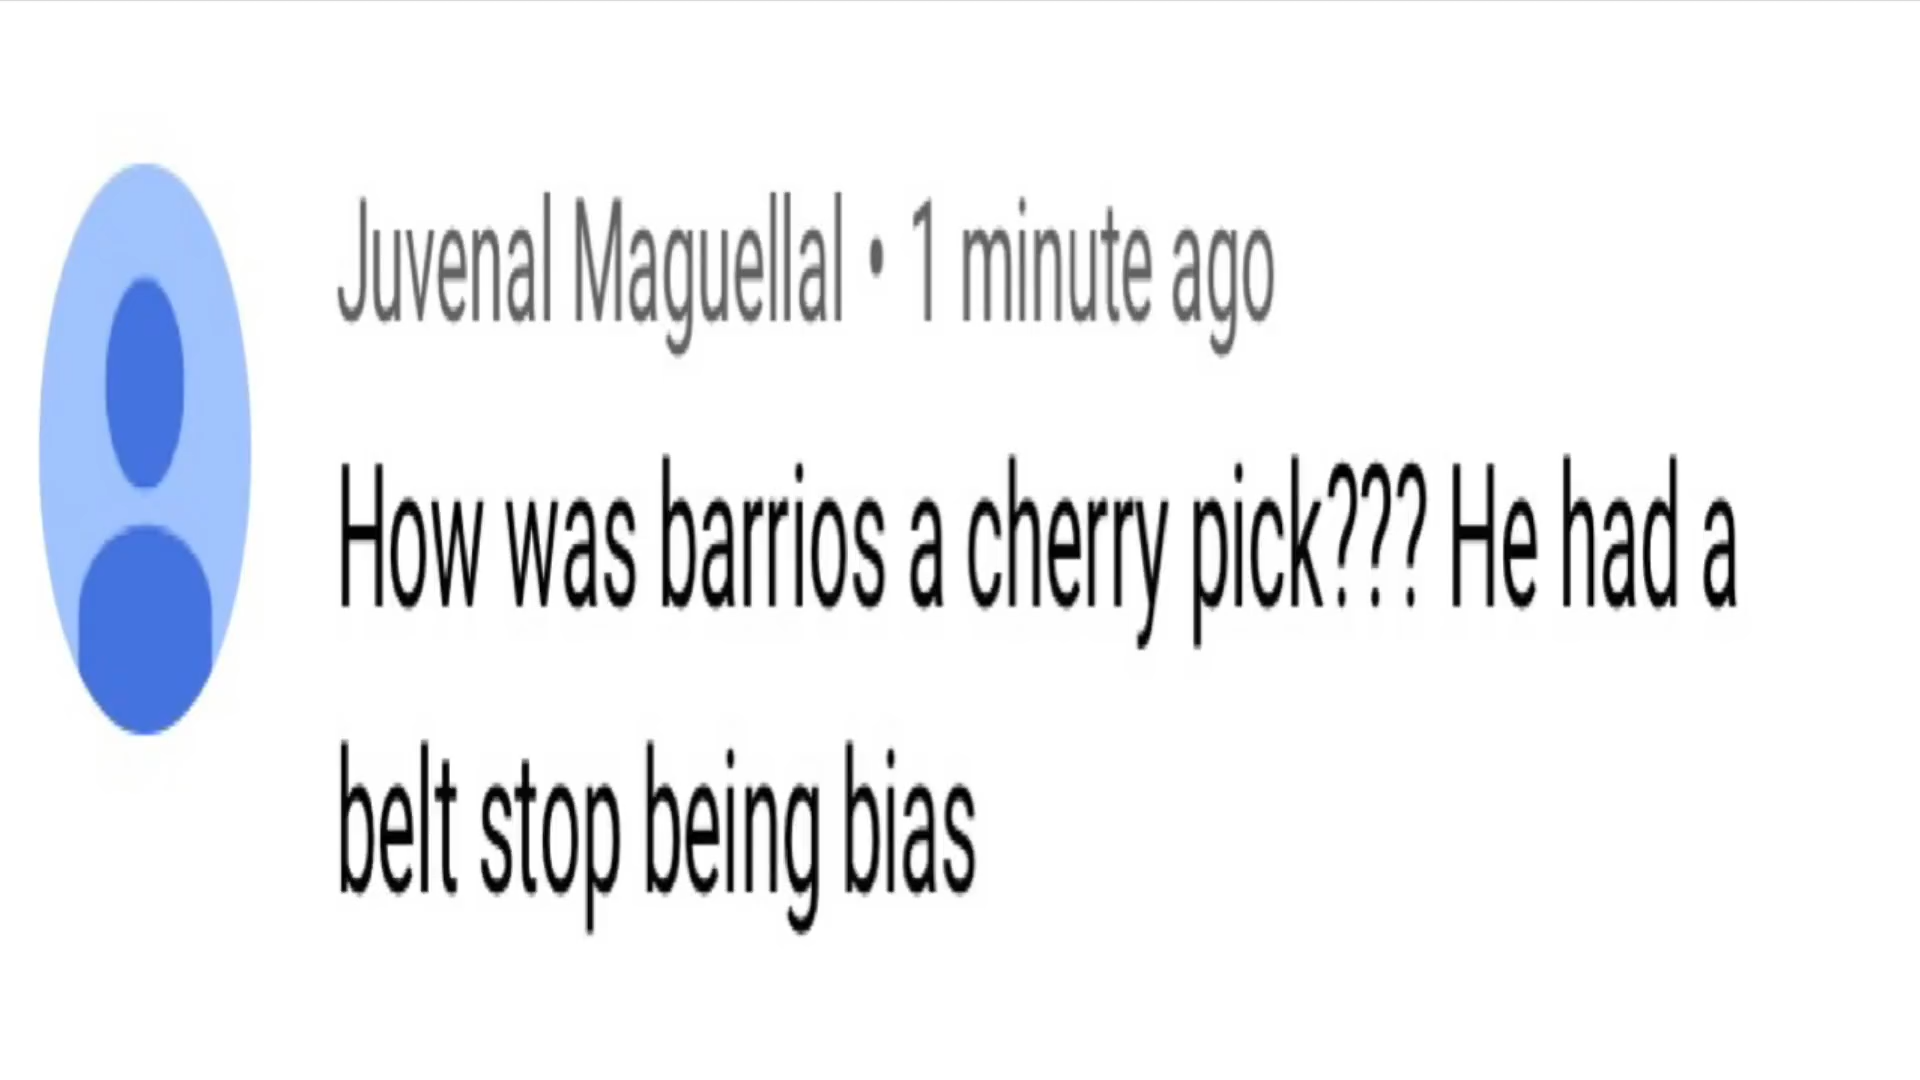 Juvenal Maguellal • 1 minute ago
How was barrios a cherry pick??? He had a
belt stop being bias